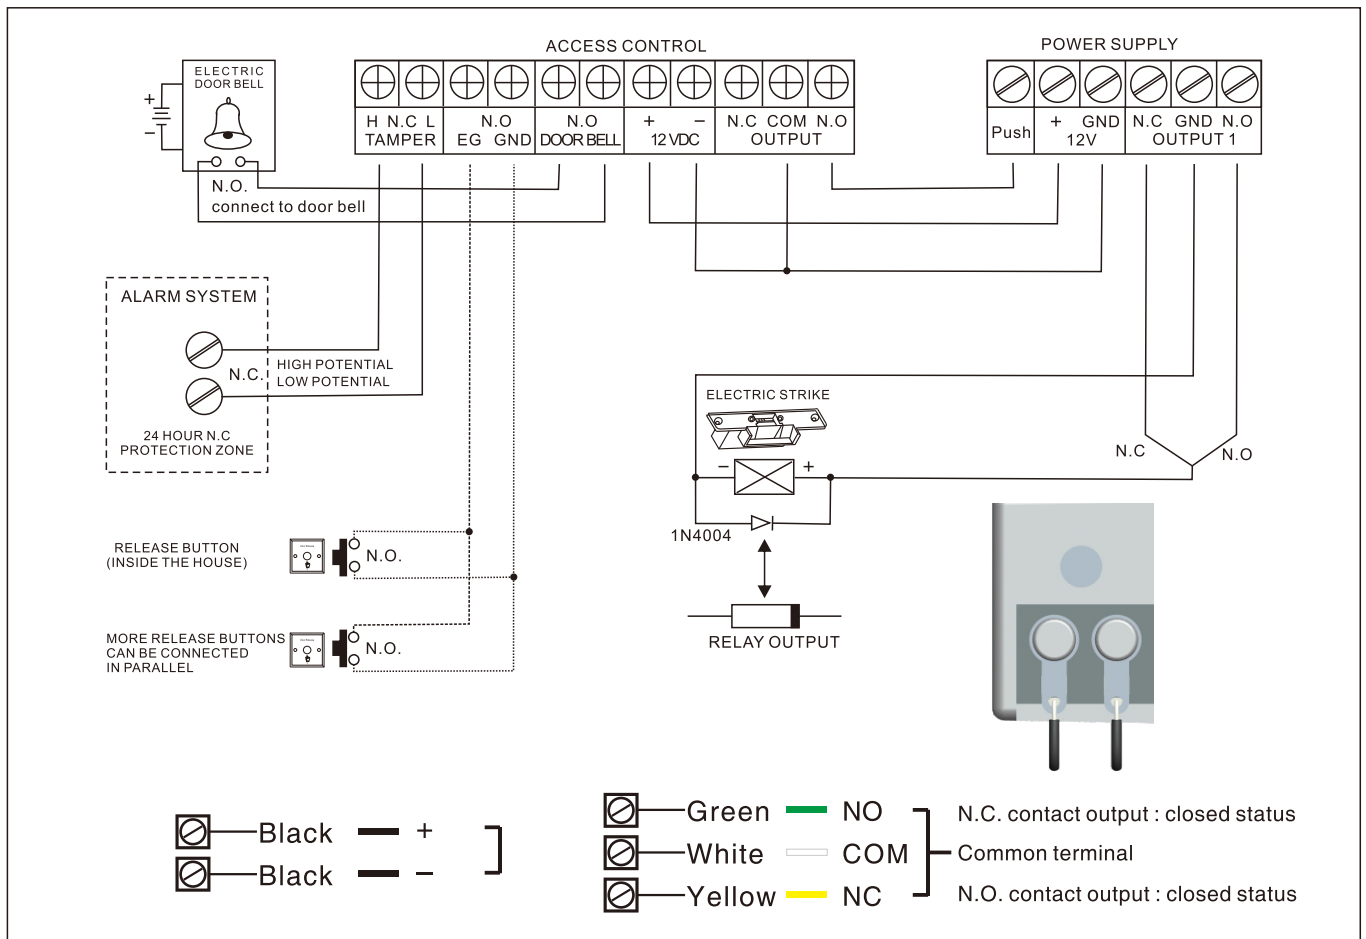 ACCESS CONTROL
POWER SUPPLY
ELECTRIC
DOOR BELL
+
−
H N.C L
TAMPER
N.O
EG GND
N.O
DOOR BELL
+ −
12 VDC
N.C COM N.O
OUTPUT
Push
+ GND
12V
N.C GND N.O
OUTPUT 1
N.O.
connect to door bell
ALARM SYSTEM
N.C.
HIGH POTENTIAL
LOW POTENTIAL
24 HOUR N.C
PROTECTION ZONE
ELECTRIC STRIKE
− +
1N4004
N.C
N.O
RELAY OUTPUT
RELEASE BUTTON
(INSIDE THE HOUSE)
N.O.
MORE RELEASE BUTTONS
CAN BE CONNECTED
IN PARALLEL
N.O.
Black +
Black −
Green NO
White COM
Yellow NC
N.C. contact output : closed status
Common terminal
N.O. contact output : closed status